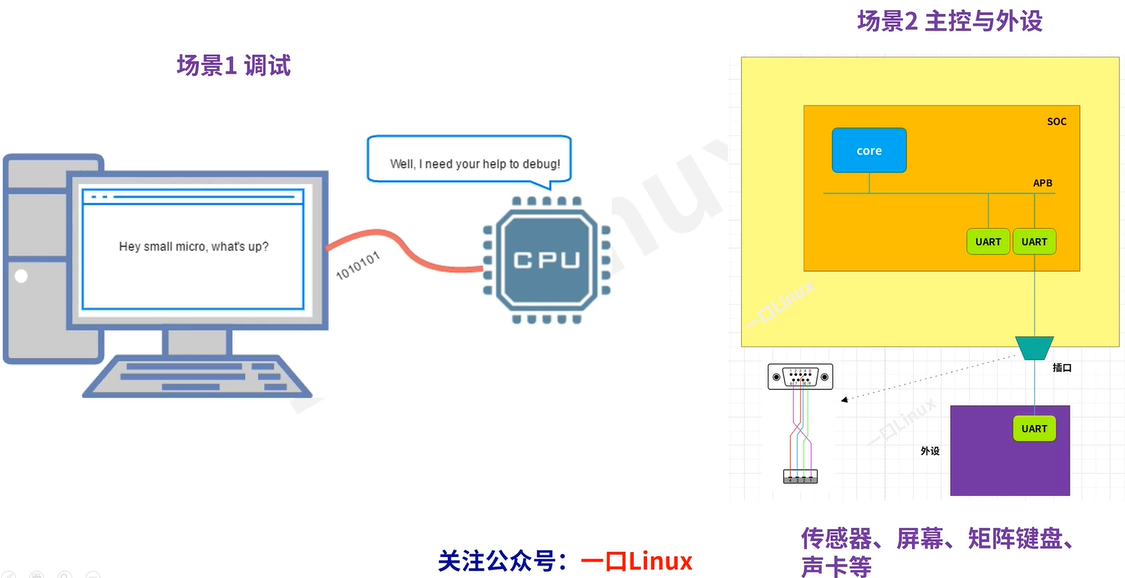 场景1 调试
Well, I need your help to debug!
Hey small micro, what's up?
1010101
CPU
场景2 主控与外设
SOC
core
APB
UART
UART
插口
UART
外设
传感器、屏幕、矩阵键盘、
声卡等
关注公众号：一口Linux
一口Linux
一口Linux